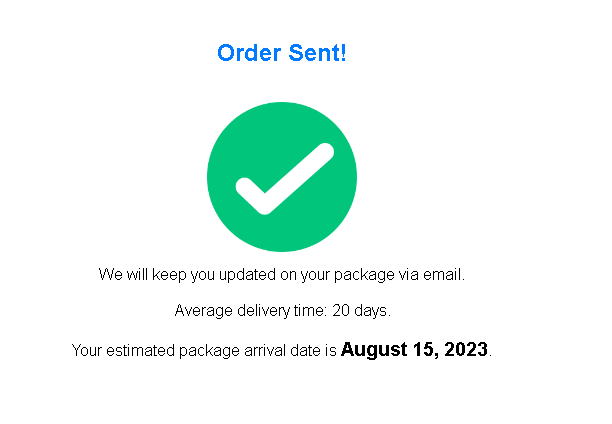 Order Sent!
We will keep you updated on your package via email.
Average delivery time: 20 days.
Your estimated package arrival date is August 15, 2023.